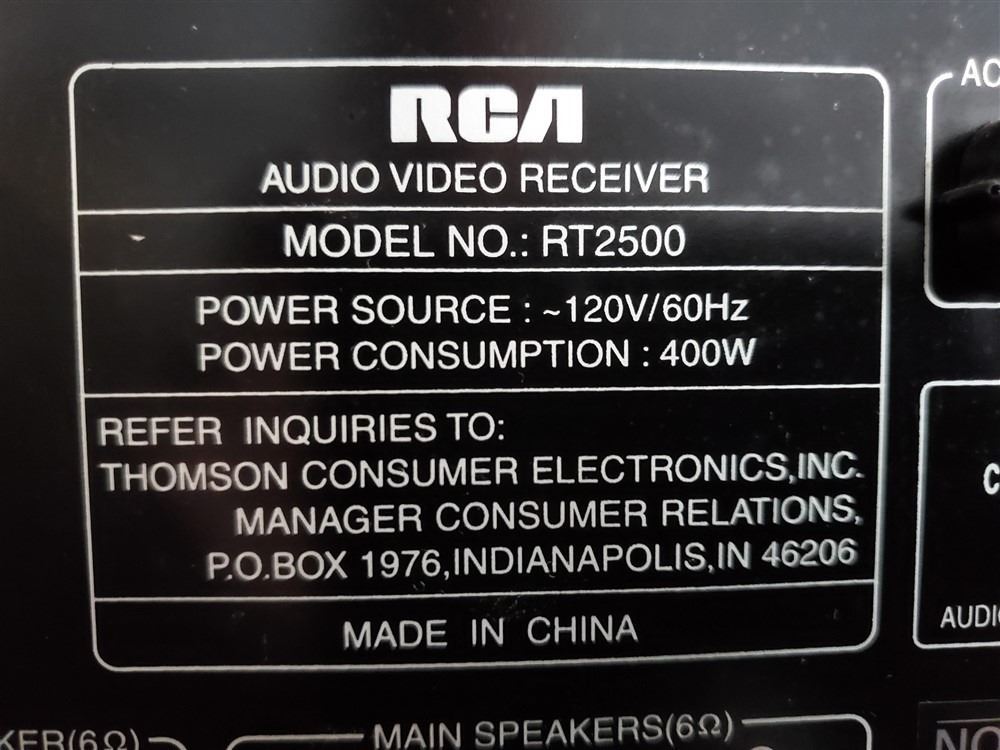 RCA
AUDIO VIDEO RECEIVER
MODEL NO.: RT2500
POWER SOURCE : ~120V/60Hz
POWER CONSUMPTION : 400W
REFER INQUIRIES TO:
THOMSON CONSUMER ELECTRONICS,INC.
MANAGER CONSUMER RELATIONS,
P.O.BOX 1976,INDIANAPOLIS,IN 46206
MADE IN CHINA
AC
MAIN SPEAKERS(6Ω)